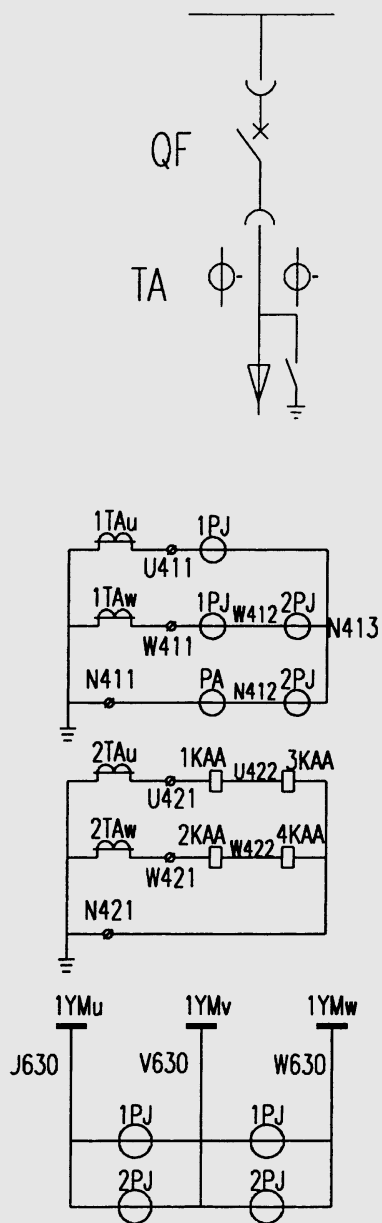 QF
TA
1TAu 1PJ
U411
1TAw 1PJ W412 2PJ N413
W411
N411 PA N412 2PJ
2TAu 1KAA U422 3KAA
U421
2TAw 2KAA W422 4KAA
W421
N421
1YMu 1YMv 1YMw
J630 V630 W630
1PJ 1PJ
2PJ 2PJ